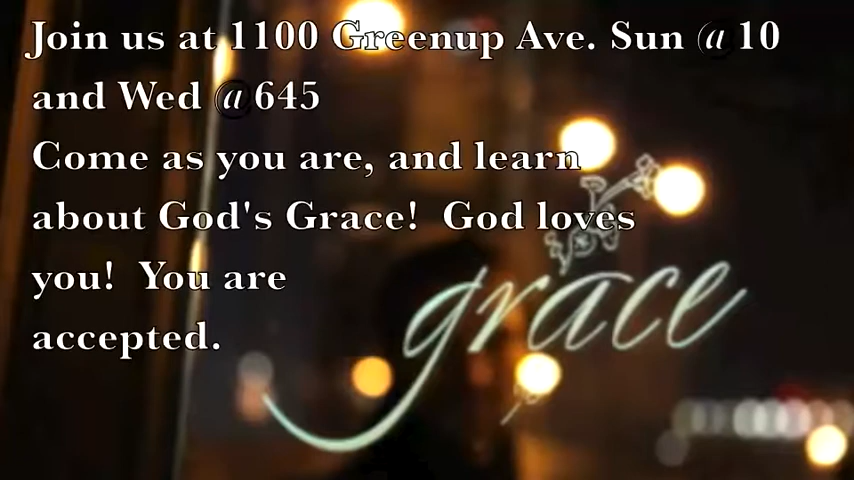 Join us at 1100 Greenup Ave. Sun @ 10
and Wed @645
Come as you are, and learn
about God's Grace!  God loves
you!  You are
accepted.
grace